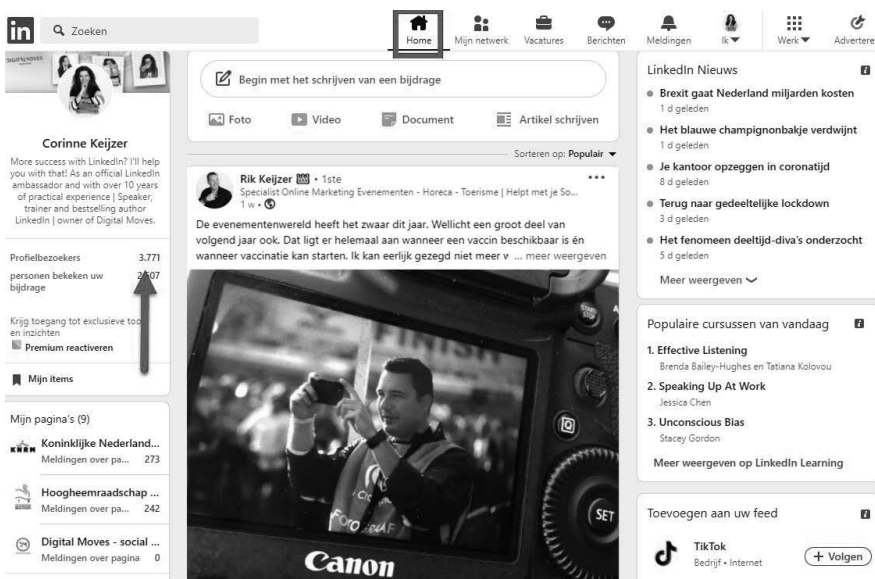 in Zoeken
Home Mijn netwerk Vacatures Berichten Meldingen Ik Werk Advertere
DIGITAL MOVES
Corinne Keijzer
More success with LinkedIn? I'll help
you with that! As an official LinkedIn
ambassador and with over 10 years
of practical experience | Speaker,
trainer and bestselling author
LinkedIn | owner of Digital Moves.
Profielbezoekers 3.771
personen bekeken uw
bijdrage
Krijg toegang tot exclusieve
en inzichten
Premium reactiveren
Mijn items
Mijn pagina's (9)
KNRM
Koninklijke Nederland...
Meldingen over pa... 273
Hoogheemraadschap ...
Meldingen over pa... 242
Digital Moves - social ...
Meldingen over pagina 0
Begin met het schrijven van een bijdrage
Foto Video Document Artikel schrijven
Sorteren op: Populair
Rik Keijzer • 1ste
Specialist Online Marketing Evenementen - Horeca - Toerisme | Helpt met je So...
1 w •
De evenementenwereld heeft het zwaar dit jaar. Wellicht een groot deel van
volgend jaar ook. Dat ligt er helemaal aan wanneer een vaccin beschikbaar is én
wanneer vaccinatie kan starten. Ik kan eerlijk gezegd niet meer v ... meer weergeven
START
STOP
FINISH
Q
SET
Canon
LinkedIn Nieuws
Brexit gaat Nederland miljarden kosten
1 d geleden
Het blauwe champignonbakje verdwijnt
1 d geleden
Je kantoor opzeggen in coronatijd
8 d geleden
Terug naar gedeeltelijke lockdown
3 d geleden
Het fenomeen deeltijd-diva's onderzocht
5 d geleden
Meer weergeven
Populaire cursussen van vandaag
1. Effective Listening
Brenda Bailey-Hughes en Tatiana Kolovou
2. Speaking Up At Work
Jessica Chen
3. Unconscious Bias
Stacey Gordon
Meer weergeven op LinkedIn Learning
Toevoegen aan uw feed
TikTok
Bedrijf • Internet
+ Volgen